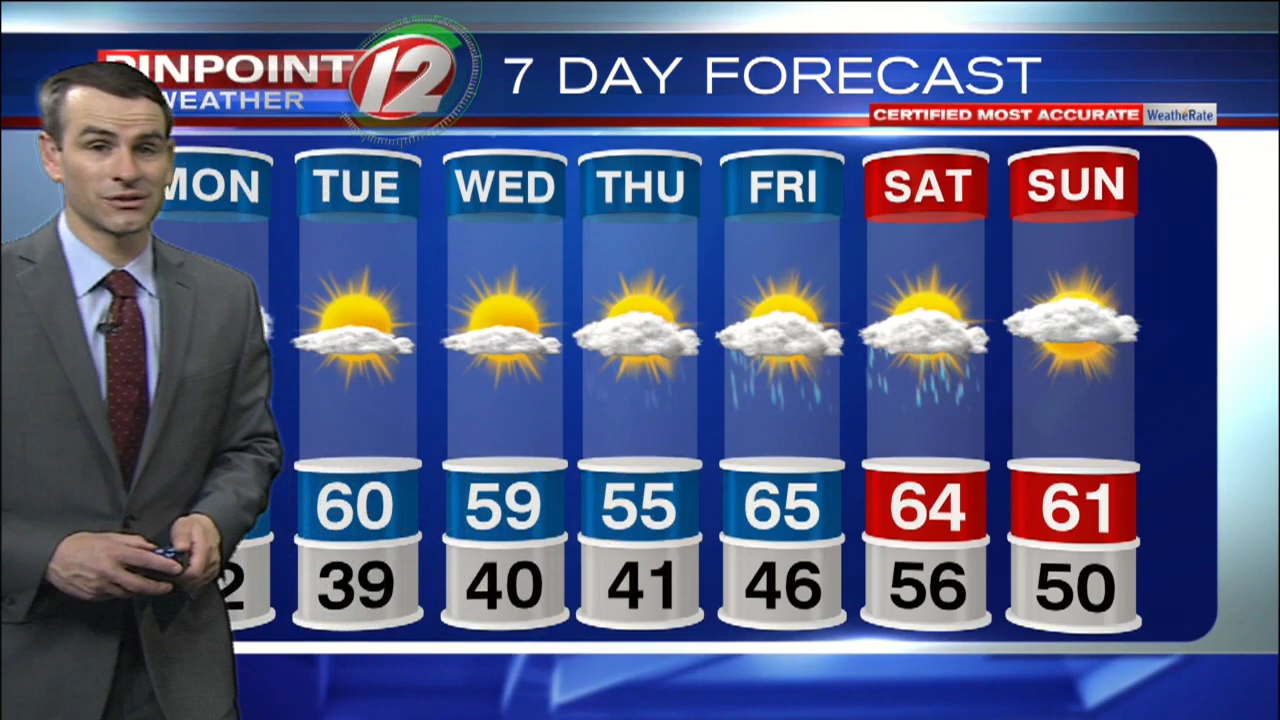 PINPOINT 12
WEATHER
7 DAY FORECAST
CERTIFIED MOST ACCURATE WeatheRate
MON TUE WED THU FRI SAT SUN
60 59 55 65 64 61
39 40 41 46 56 50